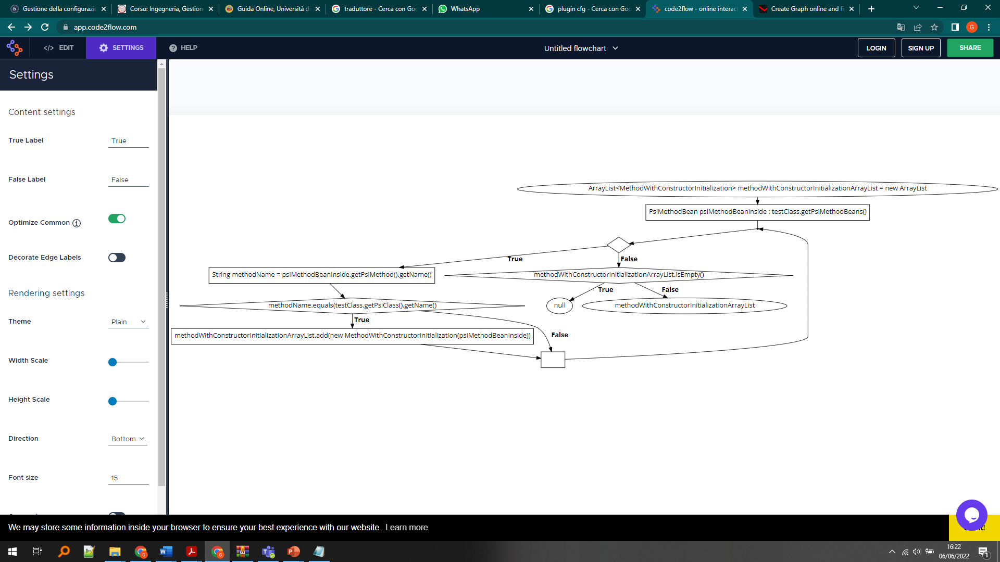 Gestione della configurazi
Corso: Ingegneria, Gestione
Guida Online, Università di
traduttore - Cerca con Goo
WhatsApp
plugin cfg - Cerca con Goo
code2flow - online interact
Create Graph online and fi
app.code2flow.com
G
</> EDIT
SETTINGS
? HELP
Untitled flowchart
LOGIN
SIGN UP
SHARE
Settings
Content settings
True Label
True
False Label
False
Optimize Common
Decorate Edge Labels
Rendering settings
Theme
Plain
Width Scale
Height Scale
Direction
Bottom
Font size
15
ArrayList<MethodWithConstructorInitialization> methodWithConstructorInitializationArrayList = new ArrayList
PsiMethodBean psiMethodBeanInside : testClass.getPsiMethodBeans()
True
False
String methodName = psiMethodBeanInside.getPsiMethod().getName()
methodWithConstructorInitializationArrayList.isEmpty()
True
False
methodName.equals(testClass.getPsiClass().getName()
null
methodWithConstructorInitializationArrayList
True
False
methodWithConstructorInitializationArrayList.add(new MethodWithConstructorInitialization(psiMethodBeanInside))
We may store some information inside your browser to ensure your best experience with our website. Learn more
16:22
06/06/2022
1